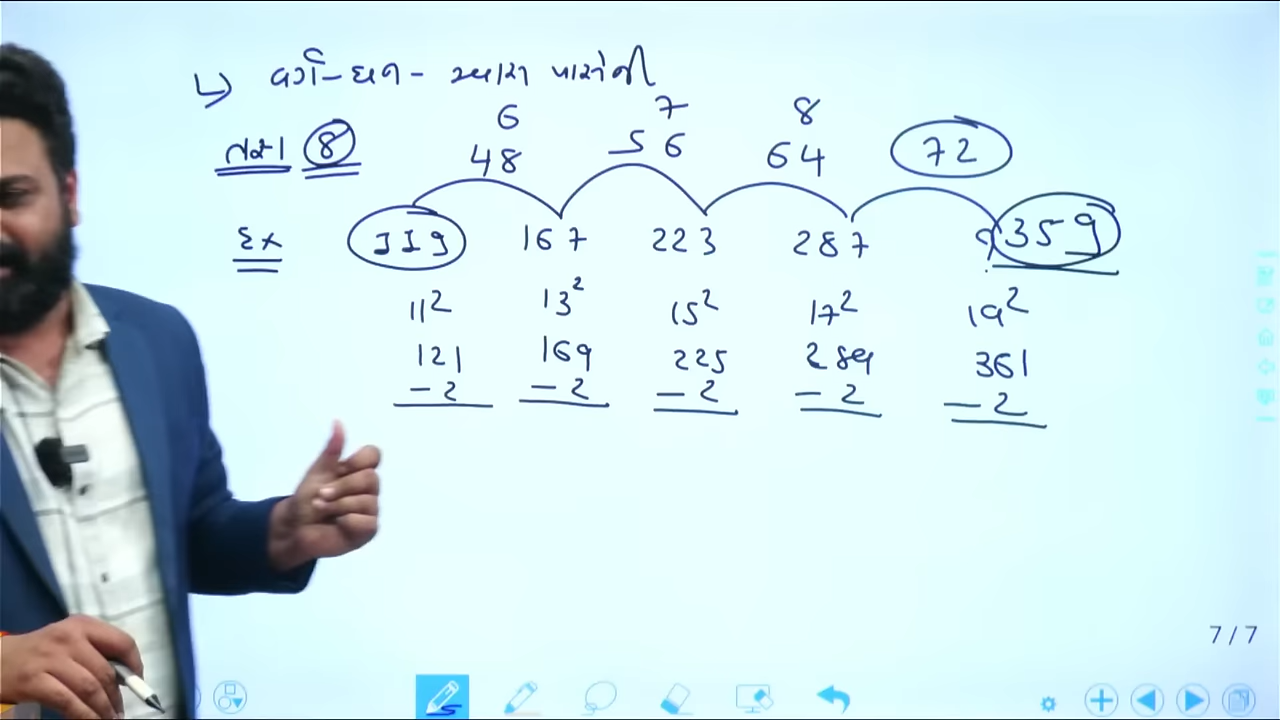 ↳ વર્ગ-ઘન-
6 7 8
48 56 64 72
8
Ex 119 167 223 287 359
11² 13² 15² 17² 19²
121 169 225 289 361
-2 -2 -2 -2 -2
7/7